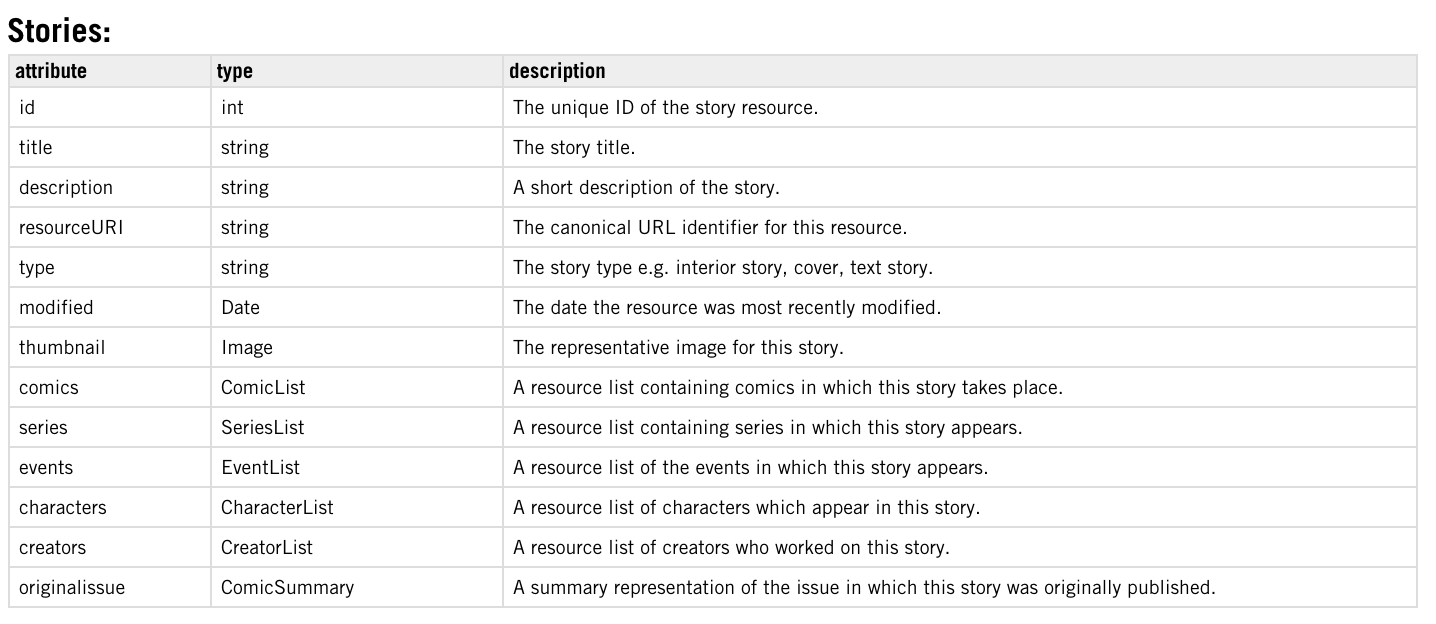 Stories:
attribute type description
id int The unique ID of the story resource.
title string The story title.
description string A short description of the story.
resourceURI string The canonical URL identifier for this resource.
type string The story type e.g. interior story, cover, text story.
modified Date The date the resource was most recently modified.
thumbnail Image The representative image for this story.
comics ComicList A resource list containing comics in which this story takes place.
series SeriesList A resource list containing series in which this story appears.
events EventList A resource list of the events in which this story appears.
characters CharacterList A resource list of characters which appear in this story.
creators CreatorList A resource list of creators who worked on this story.
originalissue ComicSummary A summary representation of the issue in which this story was originally published.